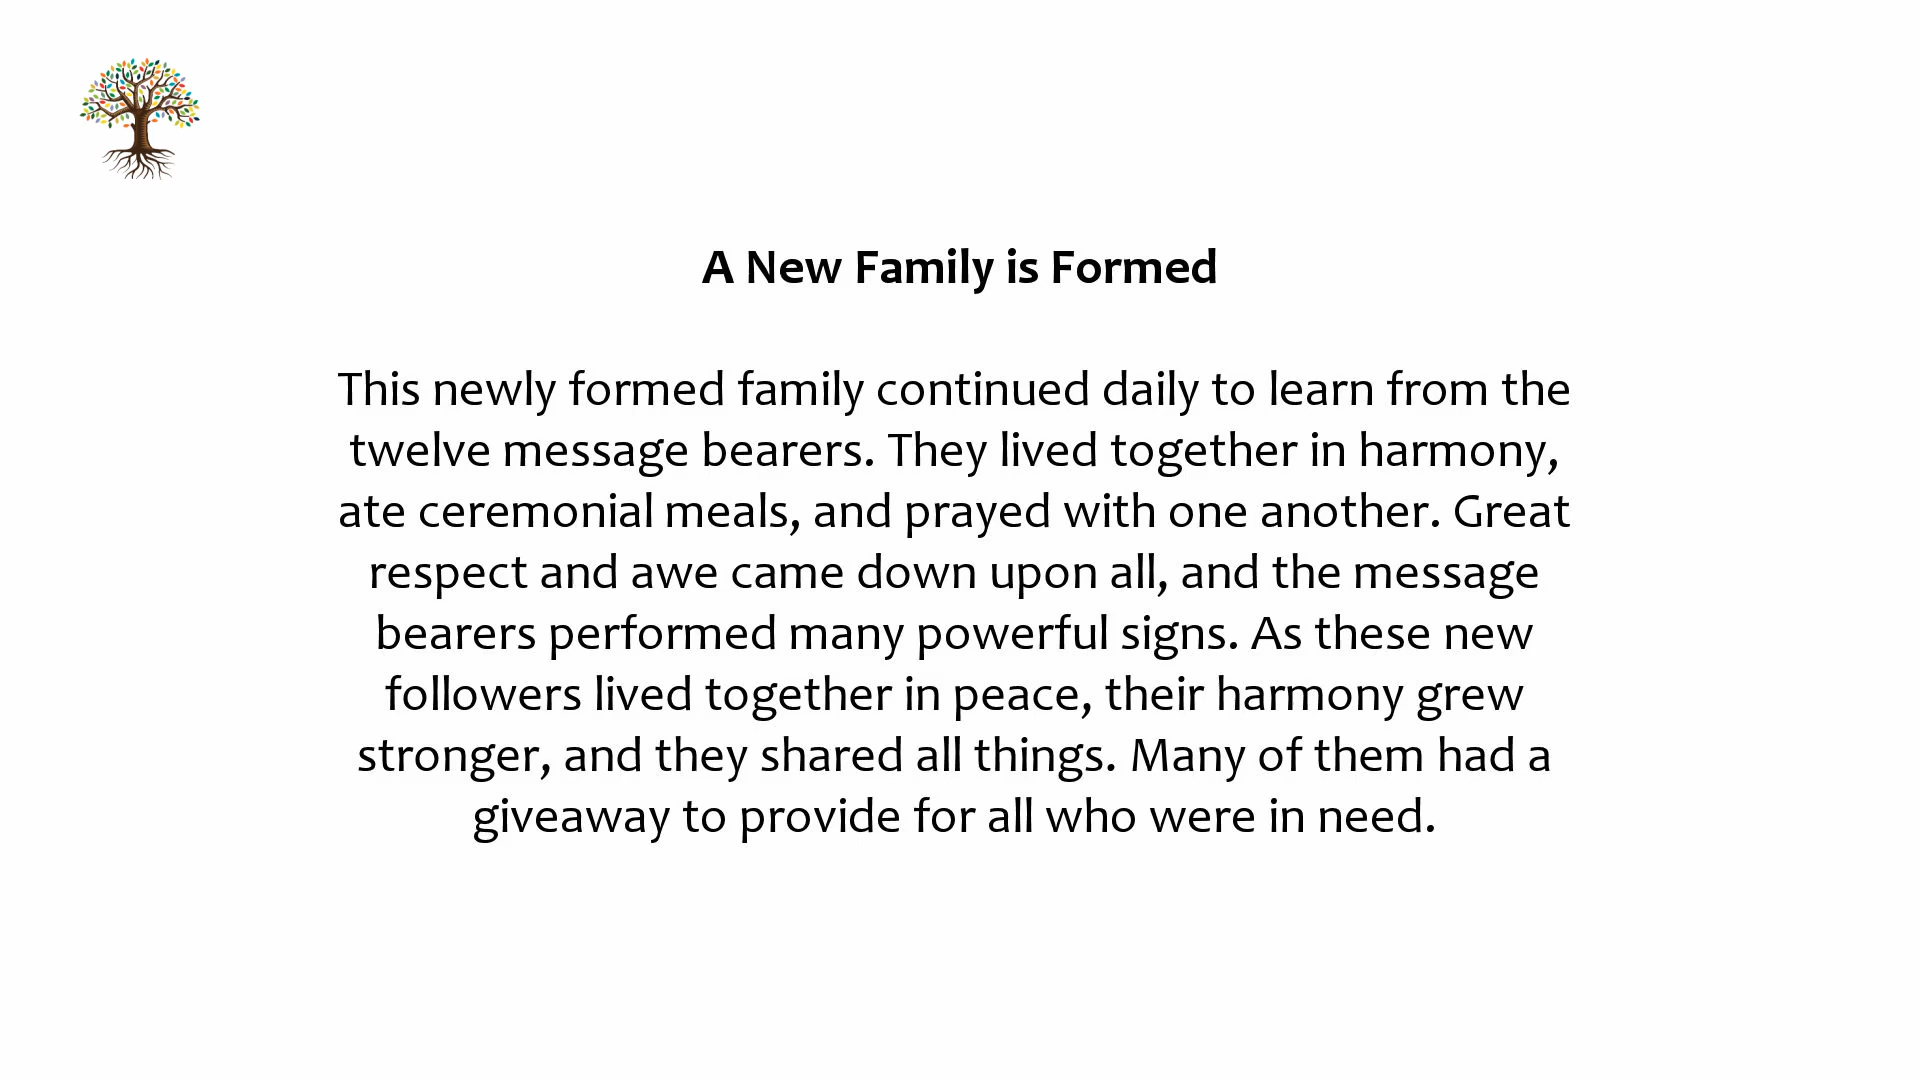 A New Family is Formed
This newly formed family continued daily to learn from the
twelve message bearers. They lived together in harmony,
ate ceremonial meals, and prayed with one another. Great
respect and awe came down upon all, and the message
bearers performed many powerful signs. As these new
followers lived together in peace, their harmony grew
stronger, and they shared all things. Many of them had a
giveaway to provide for all who were in need.